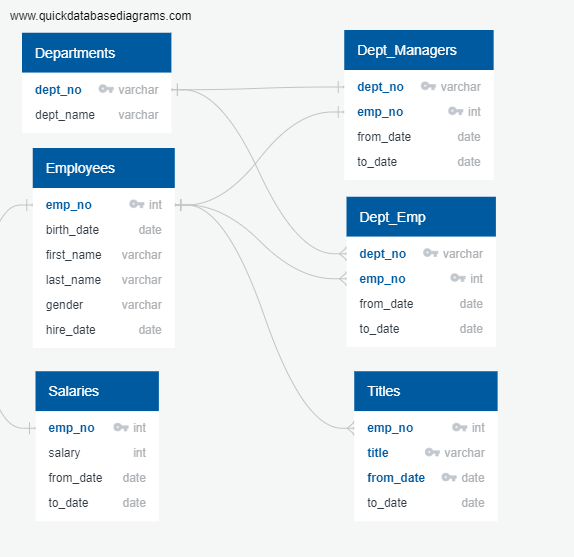 www.quickdatabasediagrams.com
Departments
dept_no varchar
dept_name varchar
Employees
emp_no int
birth_date date
first_name varchar
last_name varchar
gender varchar
hire_date date
Salaries
emp_no int
salary int
from_date date
to_date date
Dept_Managers
dept_no varchar
emp_no int
from_date date
to_date date
Dept_Emp
dept_no varchar
emp_no int
from_date date
to_date date
Titles
emp_no int
title varchar
from_date date
to_date date